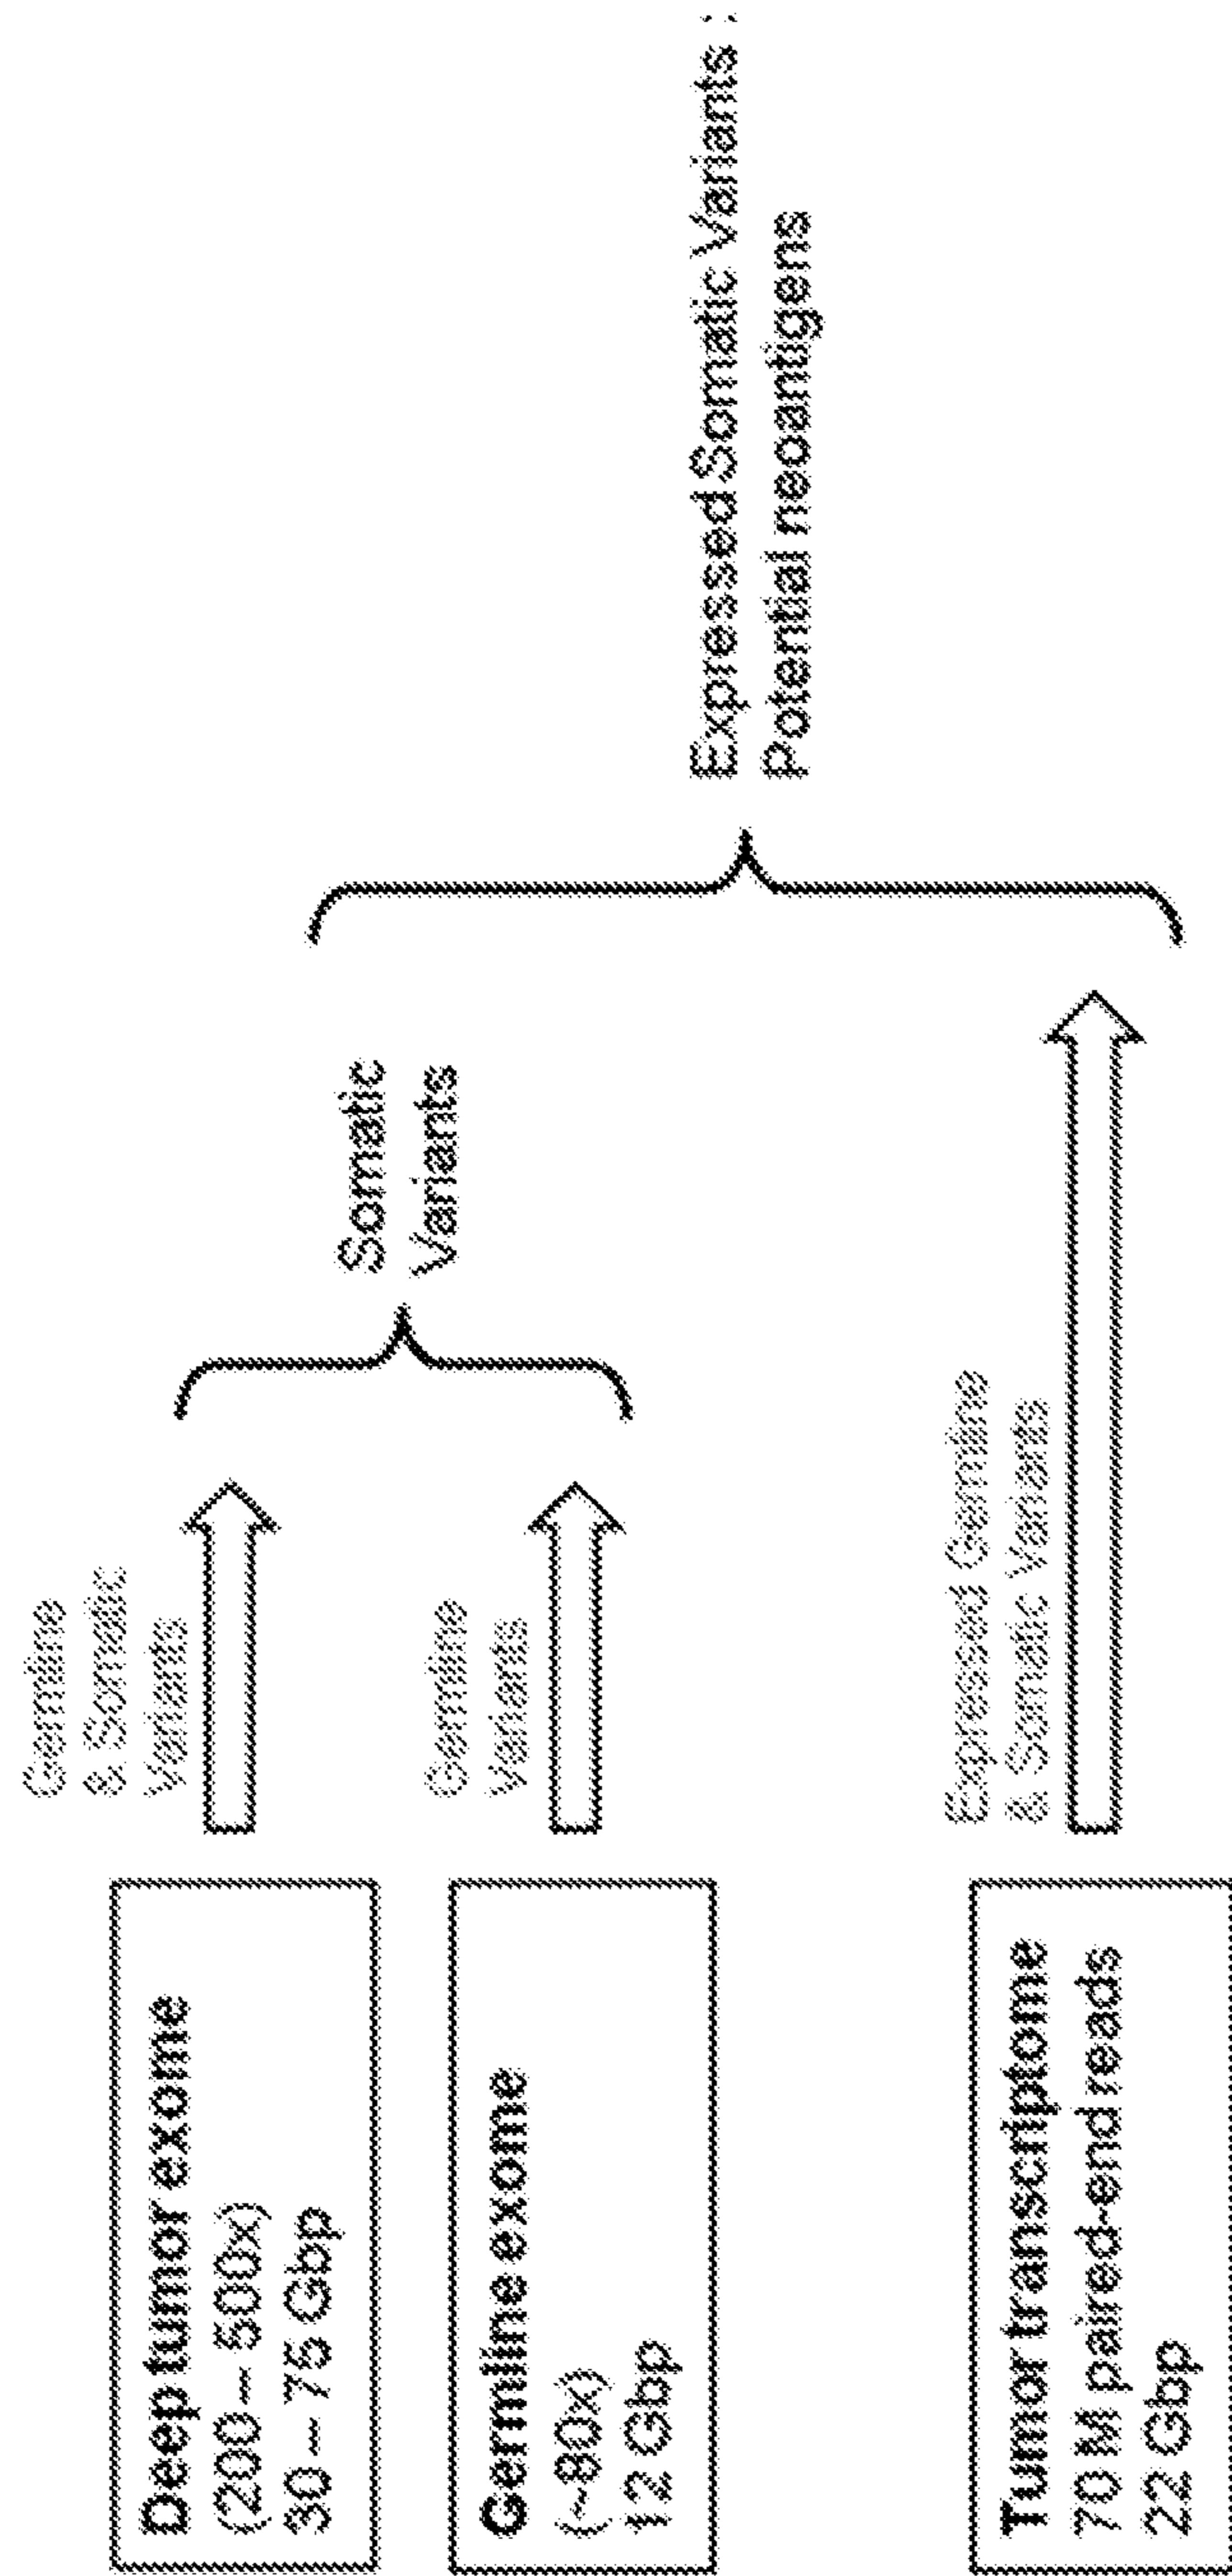 Deep tumor exome
(200 – 500x)
30 – 75 Gbp
Germline
& Somatic
Variants
Germline exome
(~80x)
12 Gbp
Germline
Variants
Somatic
Variants
Tumor transcriptome
70 M paired-end reads
22 Gbp
Expressed Germline
& Somatic Variants
Expressed Somatic Variants :
Potential neoantigens